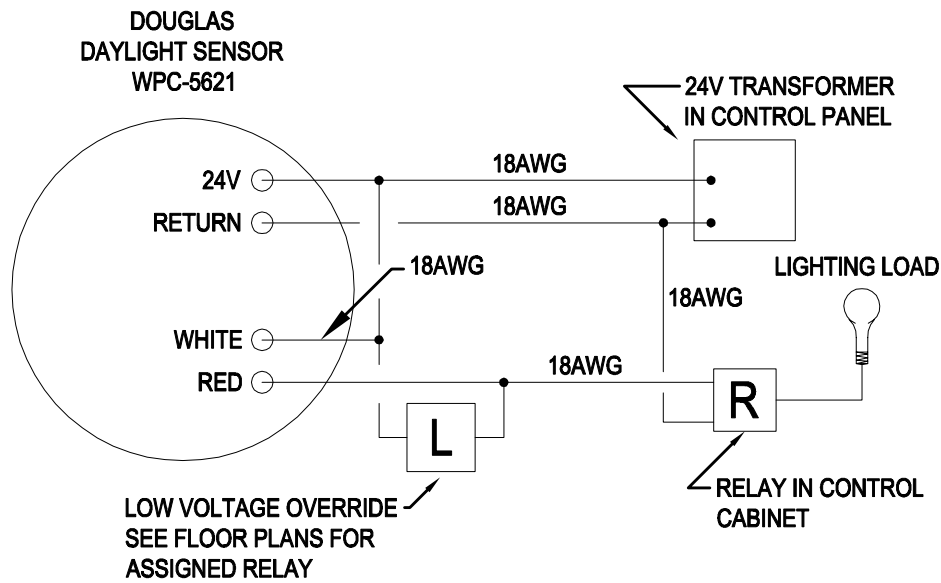 DOUGLAS
DAYLIGHT SENSOR
WPC-5621
24V TRANSFORMER
IN CONTROL PANEL
24V
18AWG
RETURN
18AWG
18AWG
LIGHTING LOAD
18AWG
WHITE
18AWG
RED
R
L
RELAY IN CONTROL
CABINET
LOW VOLTAGE OVERRIDE
SEE FLOOR PLANS FOR
ASSIGNED RELAY